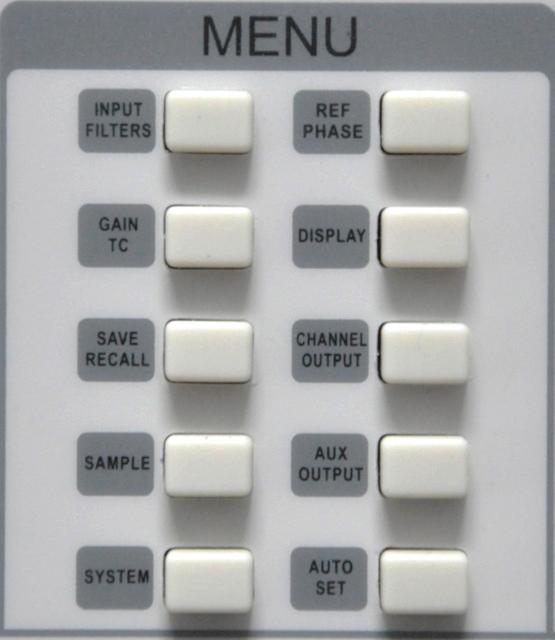 MENU
INPUT
FILTERS
REF
PHASE
GAIN
TC
DISPLAY
SAVE
RECALL
CHANNEL
OUTPUT
SAMPLE
AUX
OUTPUT
SYSTEM
AUTO
SET